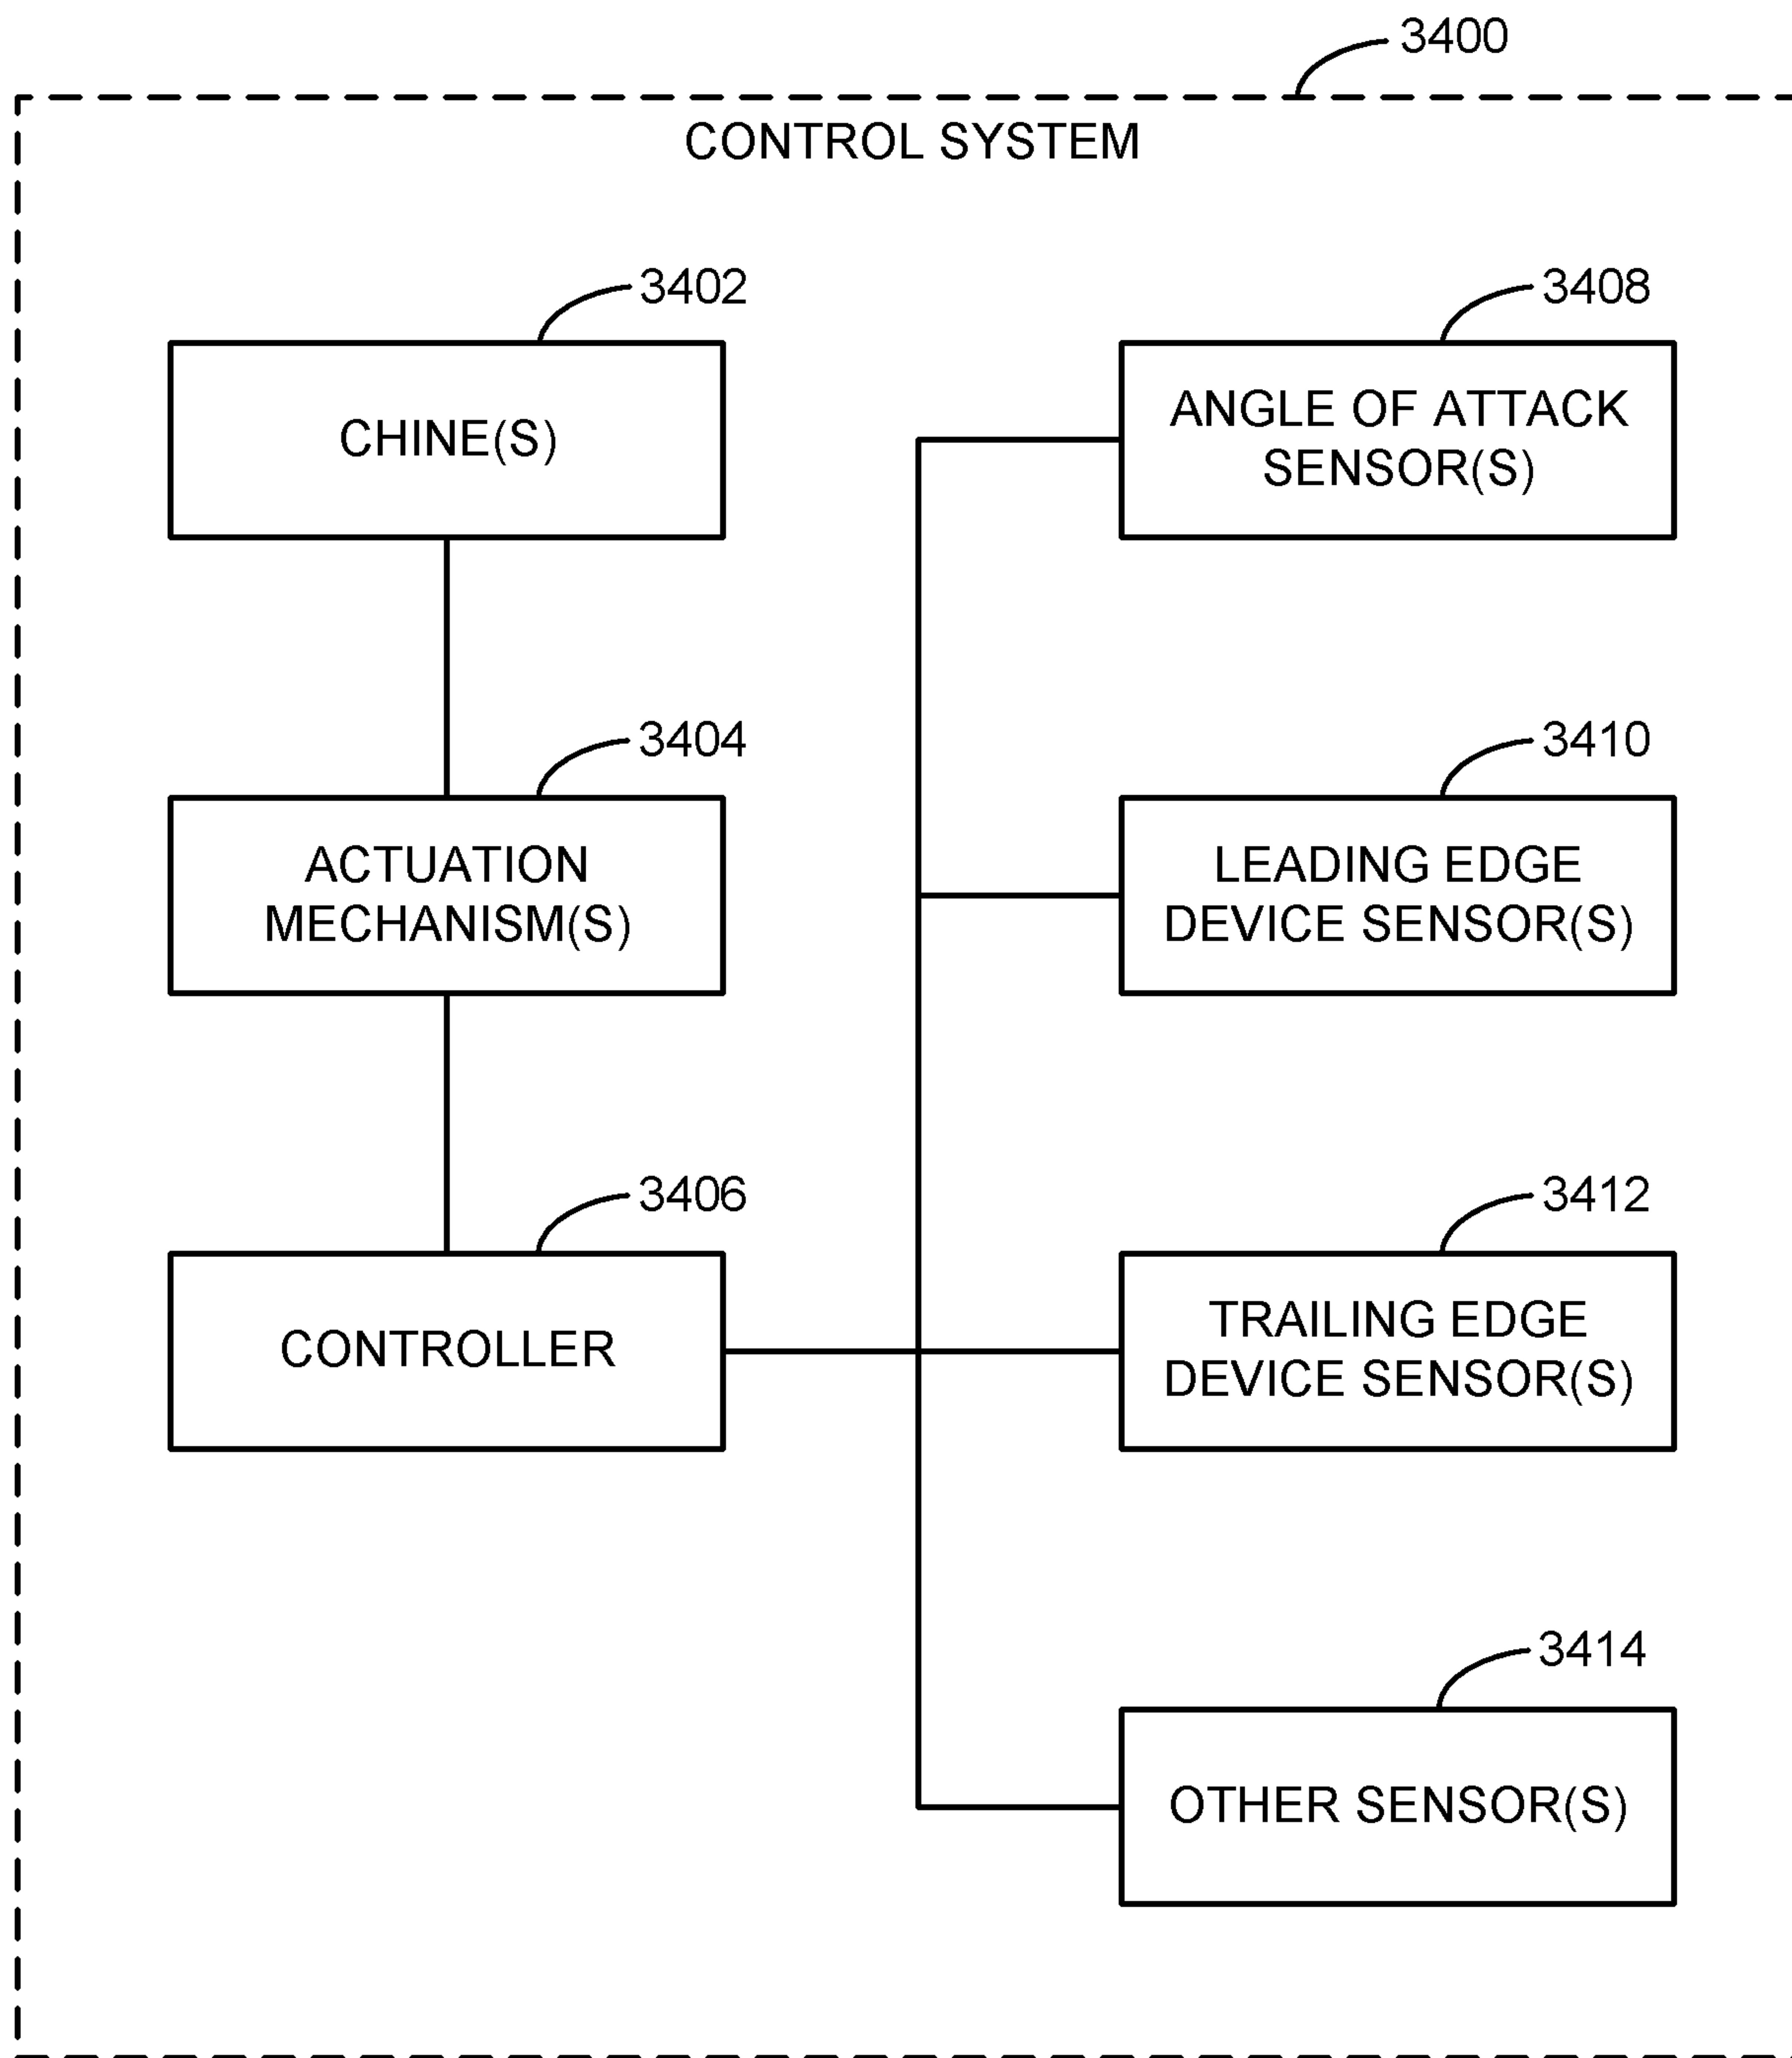 3400
CONTROL SYSTEM
3402
CHINE(S)
3404
ACTUATION
MECHANISM(S)
3406
CONTROLLER
3408
ANGLE OF ATTACK
SENSOR(S)
3410
LEADING EDGE
DEVICE SENSOR(S)
3412
TRAILING EDGE
DEVICE SENSOR(S)
3414
OTHER SENSOR(S)